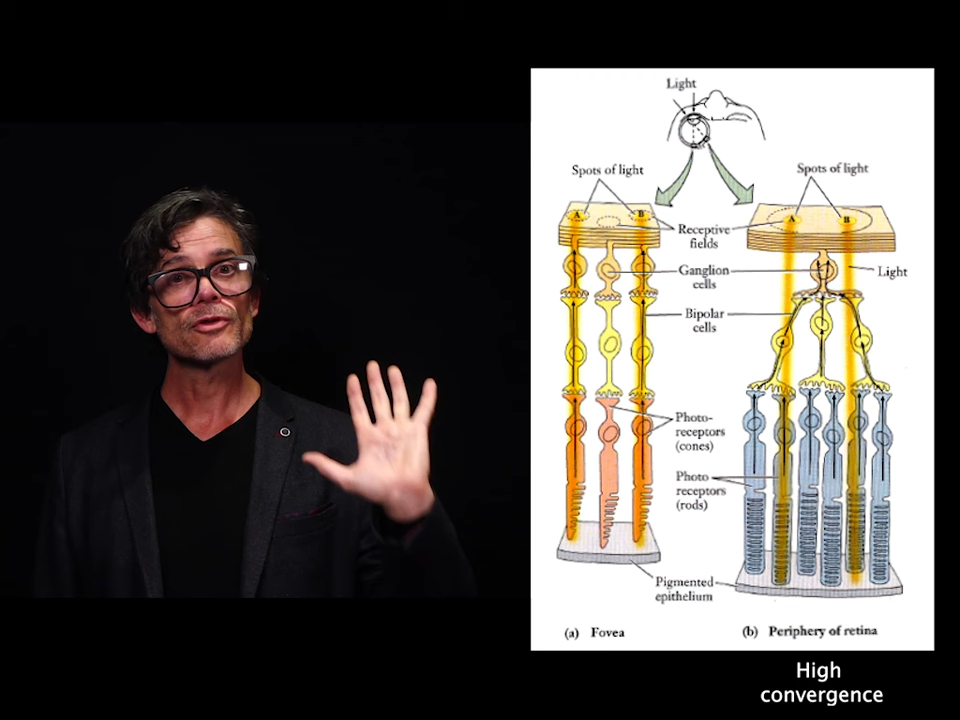 Light
Spots of light
Spots of light
A
B
A
B
Receptive
fields
Ganglion
cells
Light
Bipolar
cells
Photo-
receptors
(cones)
Photo
receptors
(rods)
Pigmented
epithelium
(a) Fovea
(b) Periphery of retina
High
convergence